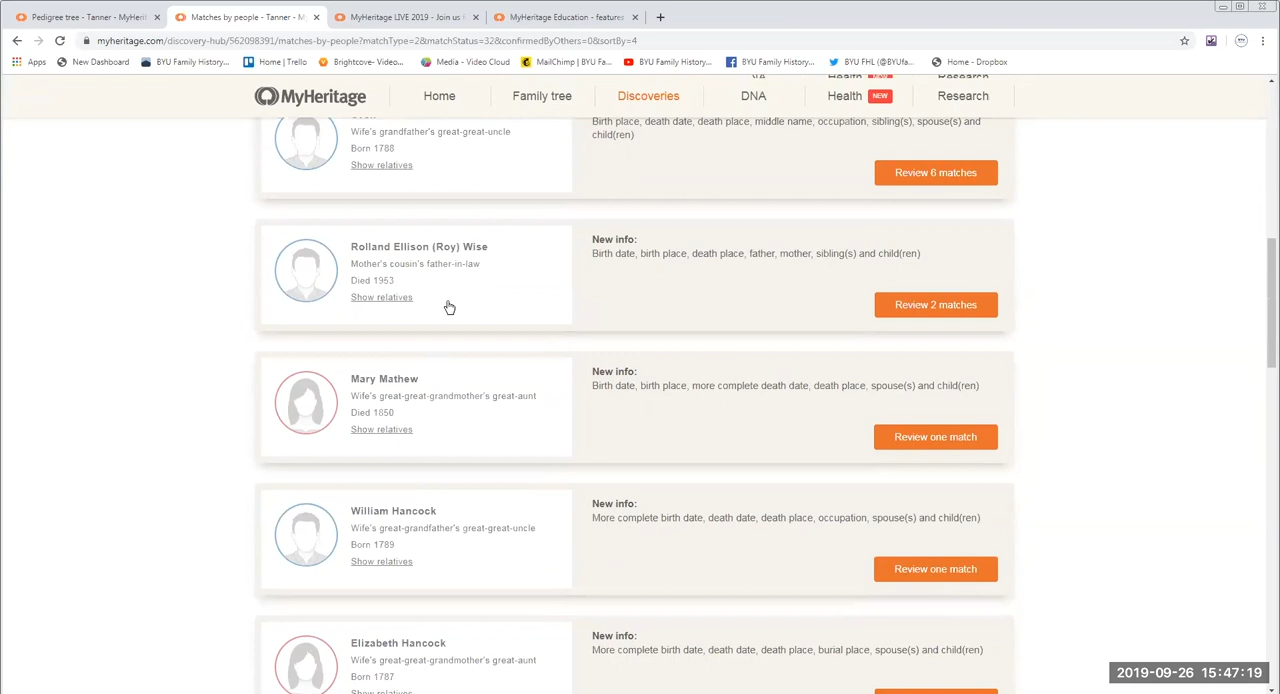 Pedigree tree - Tanner - MyHerit
Matches by people - Tanner - M
MyHeritage LIVE 2019 - Join us
MyHeritage Education - features
myheritage.com/discovery-hub/562098391/matches-by-people?matchType=2&matchStatus=32&confirmedByOthers=0&sortBy=4
Apps
New Dashboard
BYU Family History...
Home | Trello
Brightcove- Video...
Media - Video Cloud
MailChimp | BYU Fa...
BYU Family History...
BYU Family History...
BYU FHL (@BYUfa...
Home - Dropbox
MyHeritage
Home
Family tree
Discoveries
DNA
Health NEW
Research
Wife's grandfather's great-great-uncle
Born 1788
Show relatives
Birth place, death date, death place, middle name, occupation, sibling(s), spouse(s) and
child(ren)
Review 6 matches
Rolland Ellison (Roy) Wise
Mother's cousin's father-in-law
Died 1953
Show relatives
New info:
Birth date, birth place, death place, father, mother, sibling(s) and child(ren)
Review 2 matches
Mary Mathew
Wife's great-great-grandmother's great-aunt
Died 1850
Show relatives
New info:
Birth date, birth place, more complete death date, death place, spouse(s) and child(ren)
Review one match
William Hancock
Wife's great-grandfather's great-great-uncle
Born 1789
Show relatives
New info:
More complete birth date, death date, death place, occupation, spouse(s) and child(ren)
Review one match
Elizabeth Hancock
Wife's great-great-grandmother's great-aunt
Born 1787
Show relatives
New info:
More complete birth date, death date, death place, burial place, spouse(s) and child(ren)
2019-09-26 15:47:19